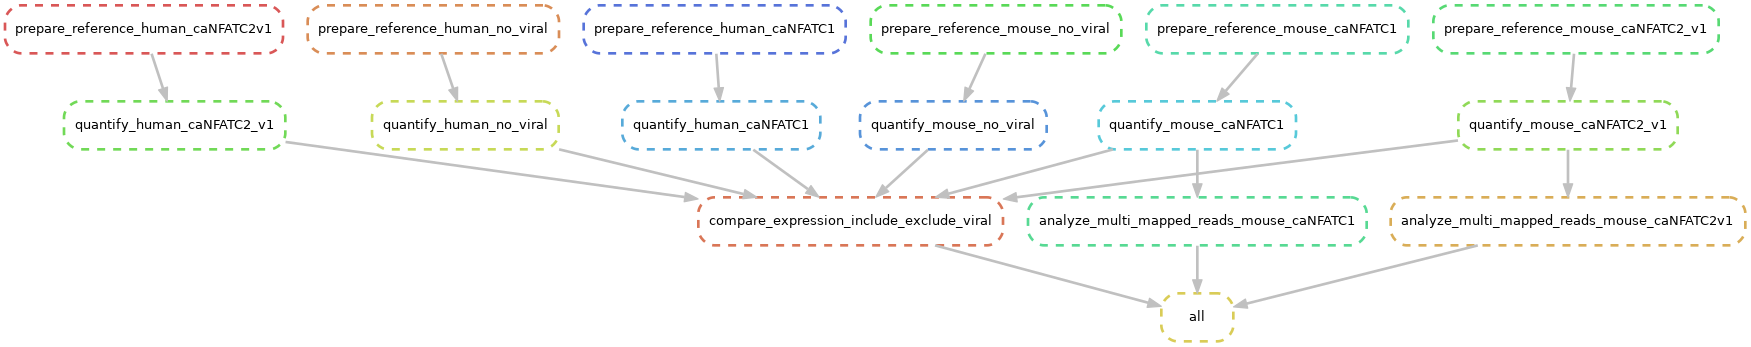 prepare_reference_human_caNFATC2v1
prepare_reference_human_no_viral
prepare_reference_human_caNFATC1
prepare_reference_mouse_no_viral
prepare_reference_mouse_caNFATC1
prepare_reference_mouse_caNFATC2_v1
quantify_human_caNFATC2_v1
quantify_human_no_viral
quantify_human_caNFATC1
quantify_mouse_no_viral
quantify_mouse_caNFATC1
quantify_mouse_caNFATC2_v1
compare_expression_include_exclude_viral
analyze_multi_mapped_reads_mouse_caNFATC1
analyze_multi_mapped_reads_mouse_caNFATC2v1
all